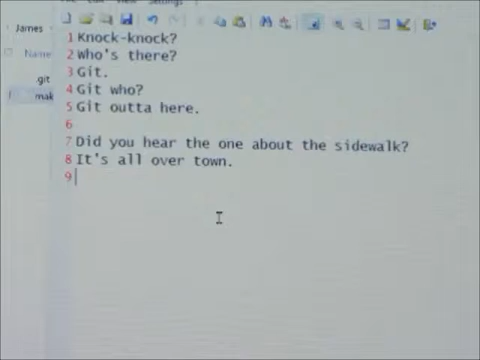 James
Name
.git
mak
1 Knock-knock?
2 Who's there?
3 Git.
4 Git who?
5 Git outta here.
6
7 Did you hear the one about the sidewalk?
8 It's all over town.
9